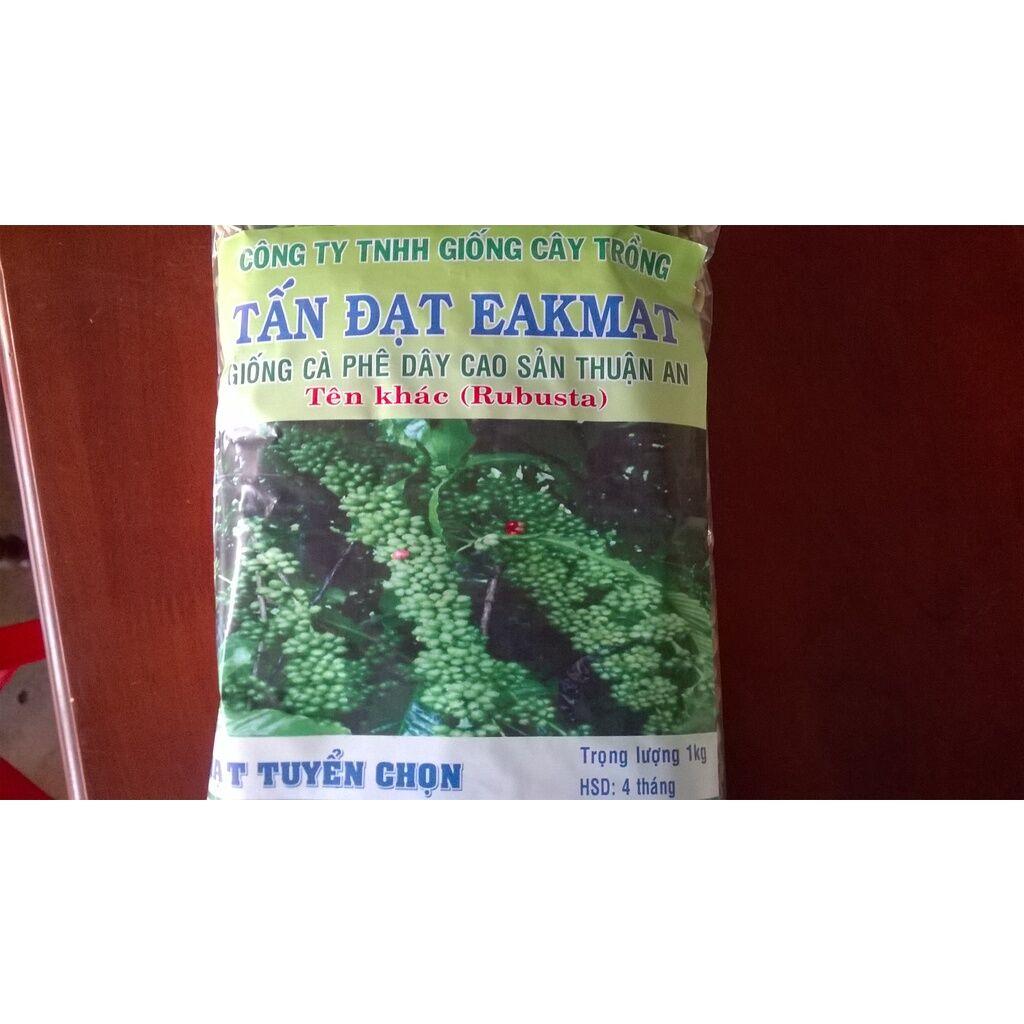 CÔNG TY TNHH GIỐNG CÂY TRỒNG
TẤN ĐẠT EAKMAT
GIỐNG CÀ PHÊ DÂY CAO SẢN THUẬN AN
Tên khác (Rubusta)
TUYỂN CHỌN
Trọng lượng 1kg
HSD: 4 tháng